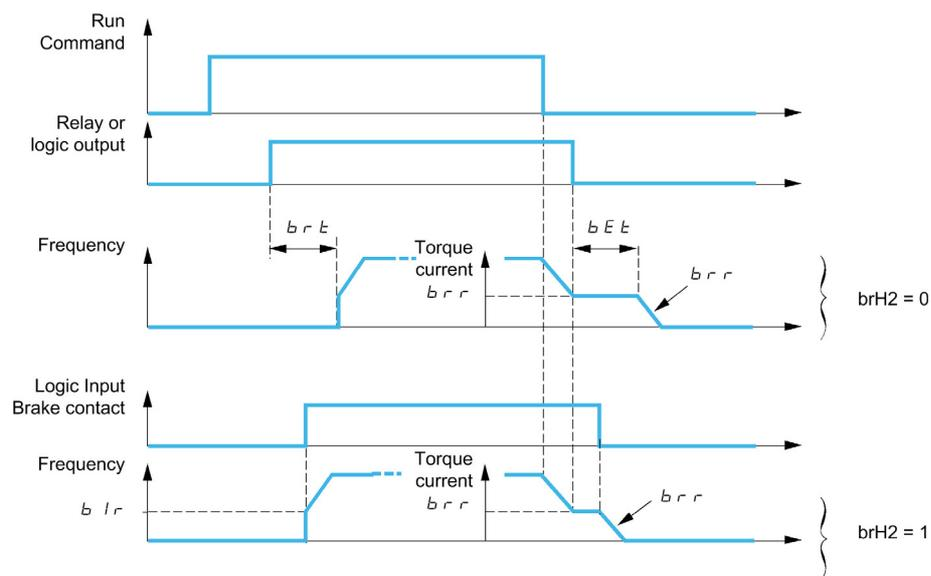 Run
Command
Relay or
logic output
brt
bEt
Frequency
Torque
current
brr
brr
brH2 = 0
Logic Input
Brake contact
Frequency
Torque
current
bIr
brr
brr
brH2 = 1